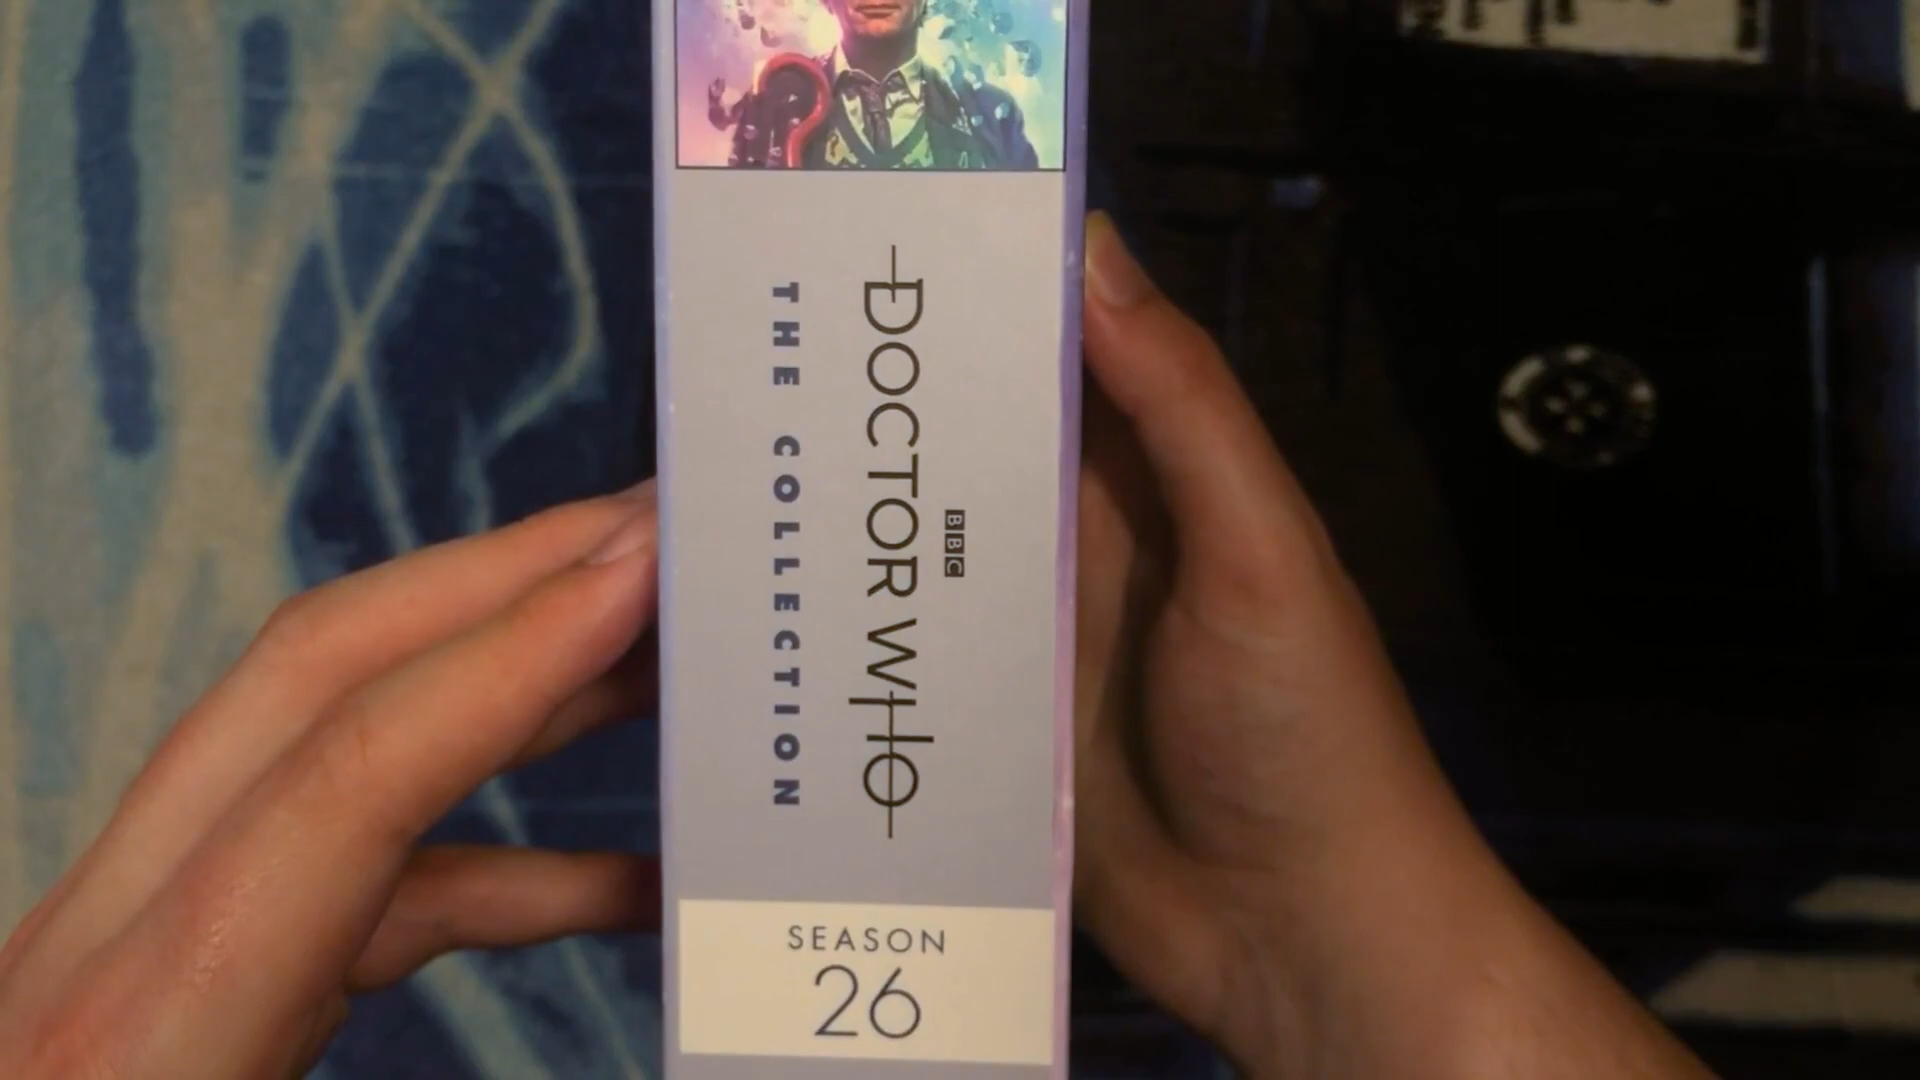 BBC
DOCTOR WHO
THE COLLECTION
SEASON
26